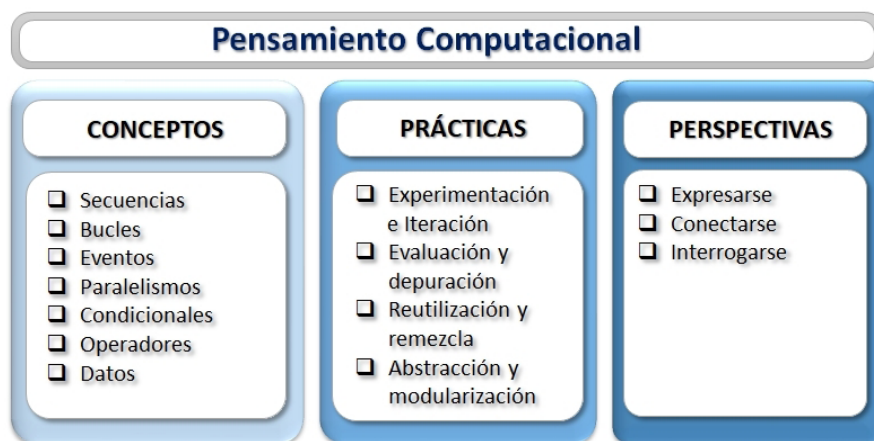 Pensamiento Computacional
CONCEPTOS
Secuencias
Bucles
Eventos
Paralelismos
Condicionales
Operadores
Datos
PRÁCTICAS
Experimentación
e Iteración
Evaluación y
depuración
Reutilización y
remezcla
Abstracción y
modularización
PERSPECTIVAS
Expresarse
Conectarse
Interrogarse